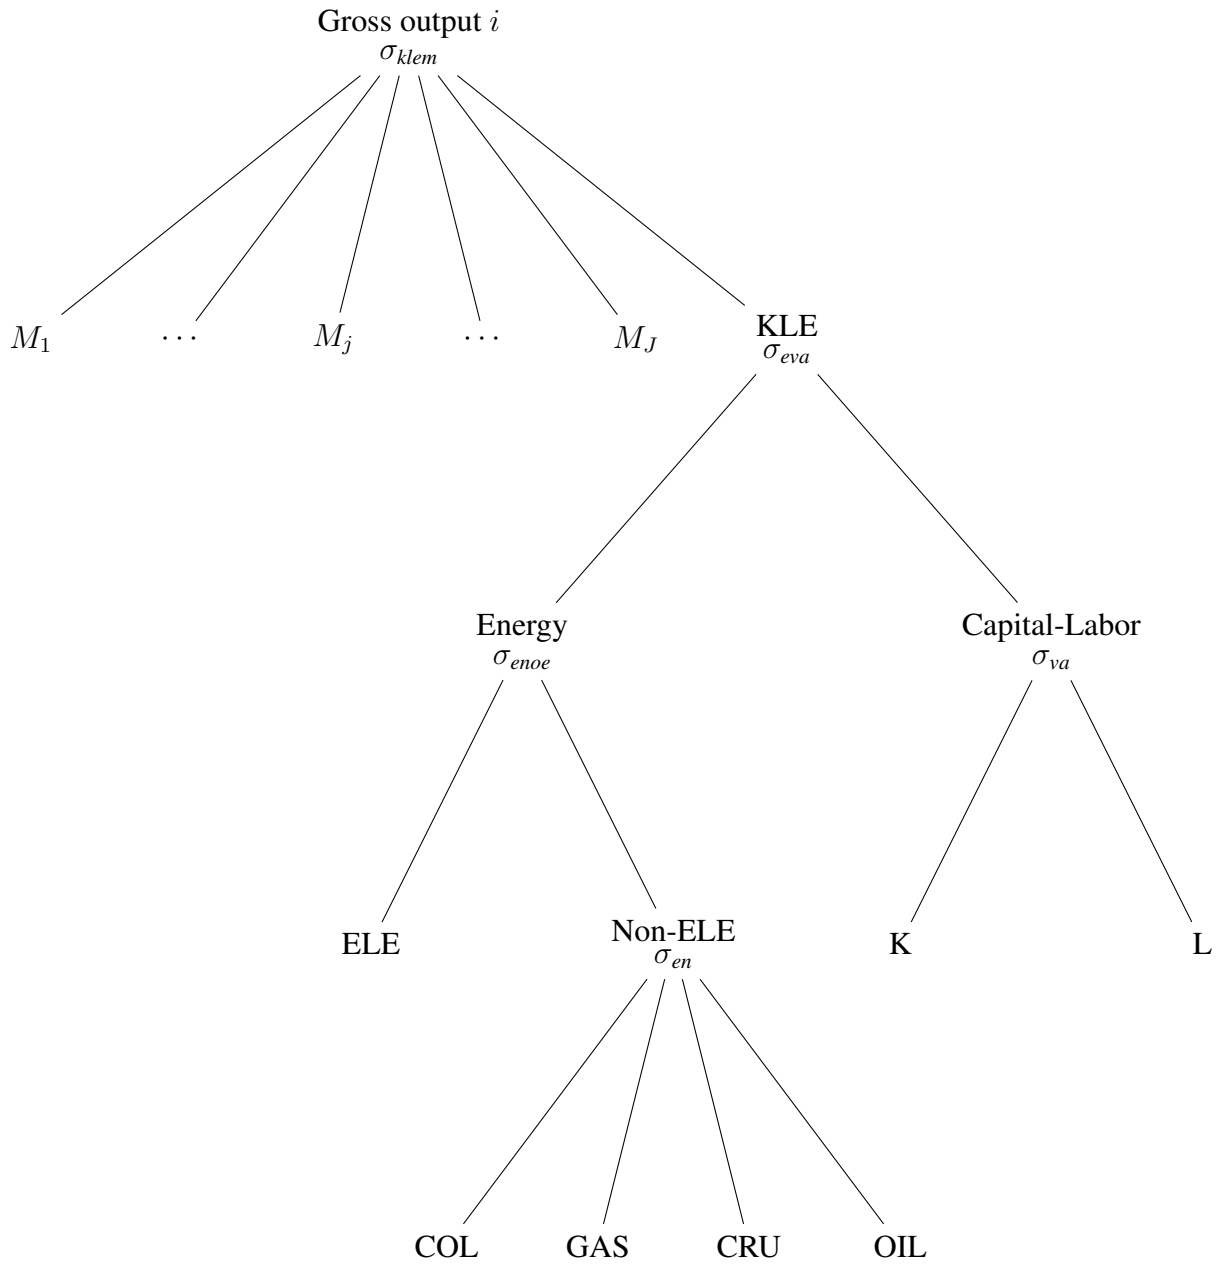 Gross output i
σklem
M1
···
Mj
···
MJ
KLE
σeva
Energy
σenoe
Capital-Labor
σva
ELE
Non-ELE
σen
K
L
COL
GAS
CRU
OIL